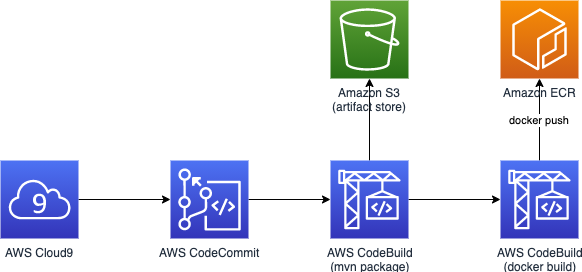 Amazon S3
(artifact store)
Amazon ECR
docker push
9
</>
</>
</>
AWS Cloud9
AWS CodeCommit
AWS CodeBuild
(mvn package)
AWS CodeBuild
(docker build)